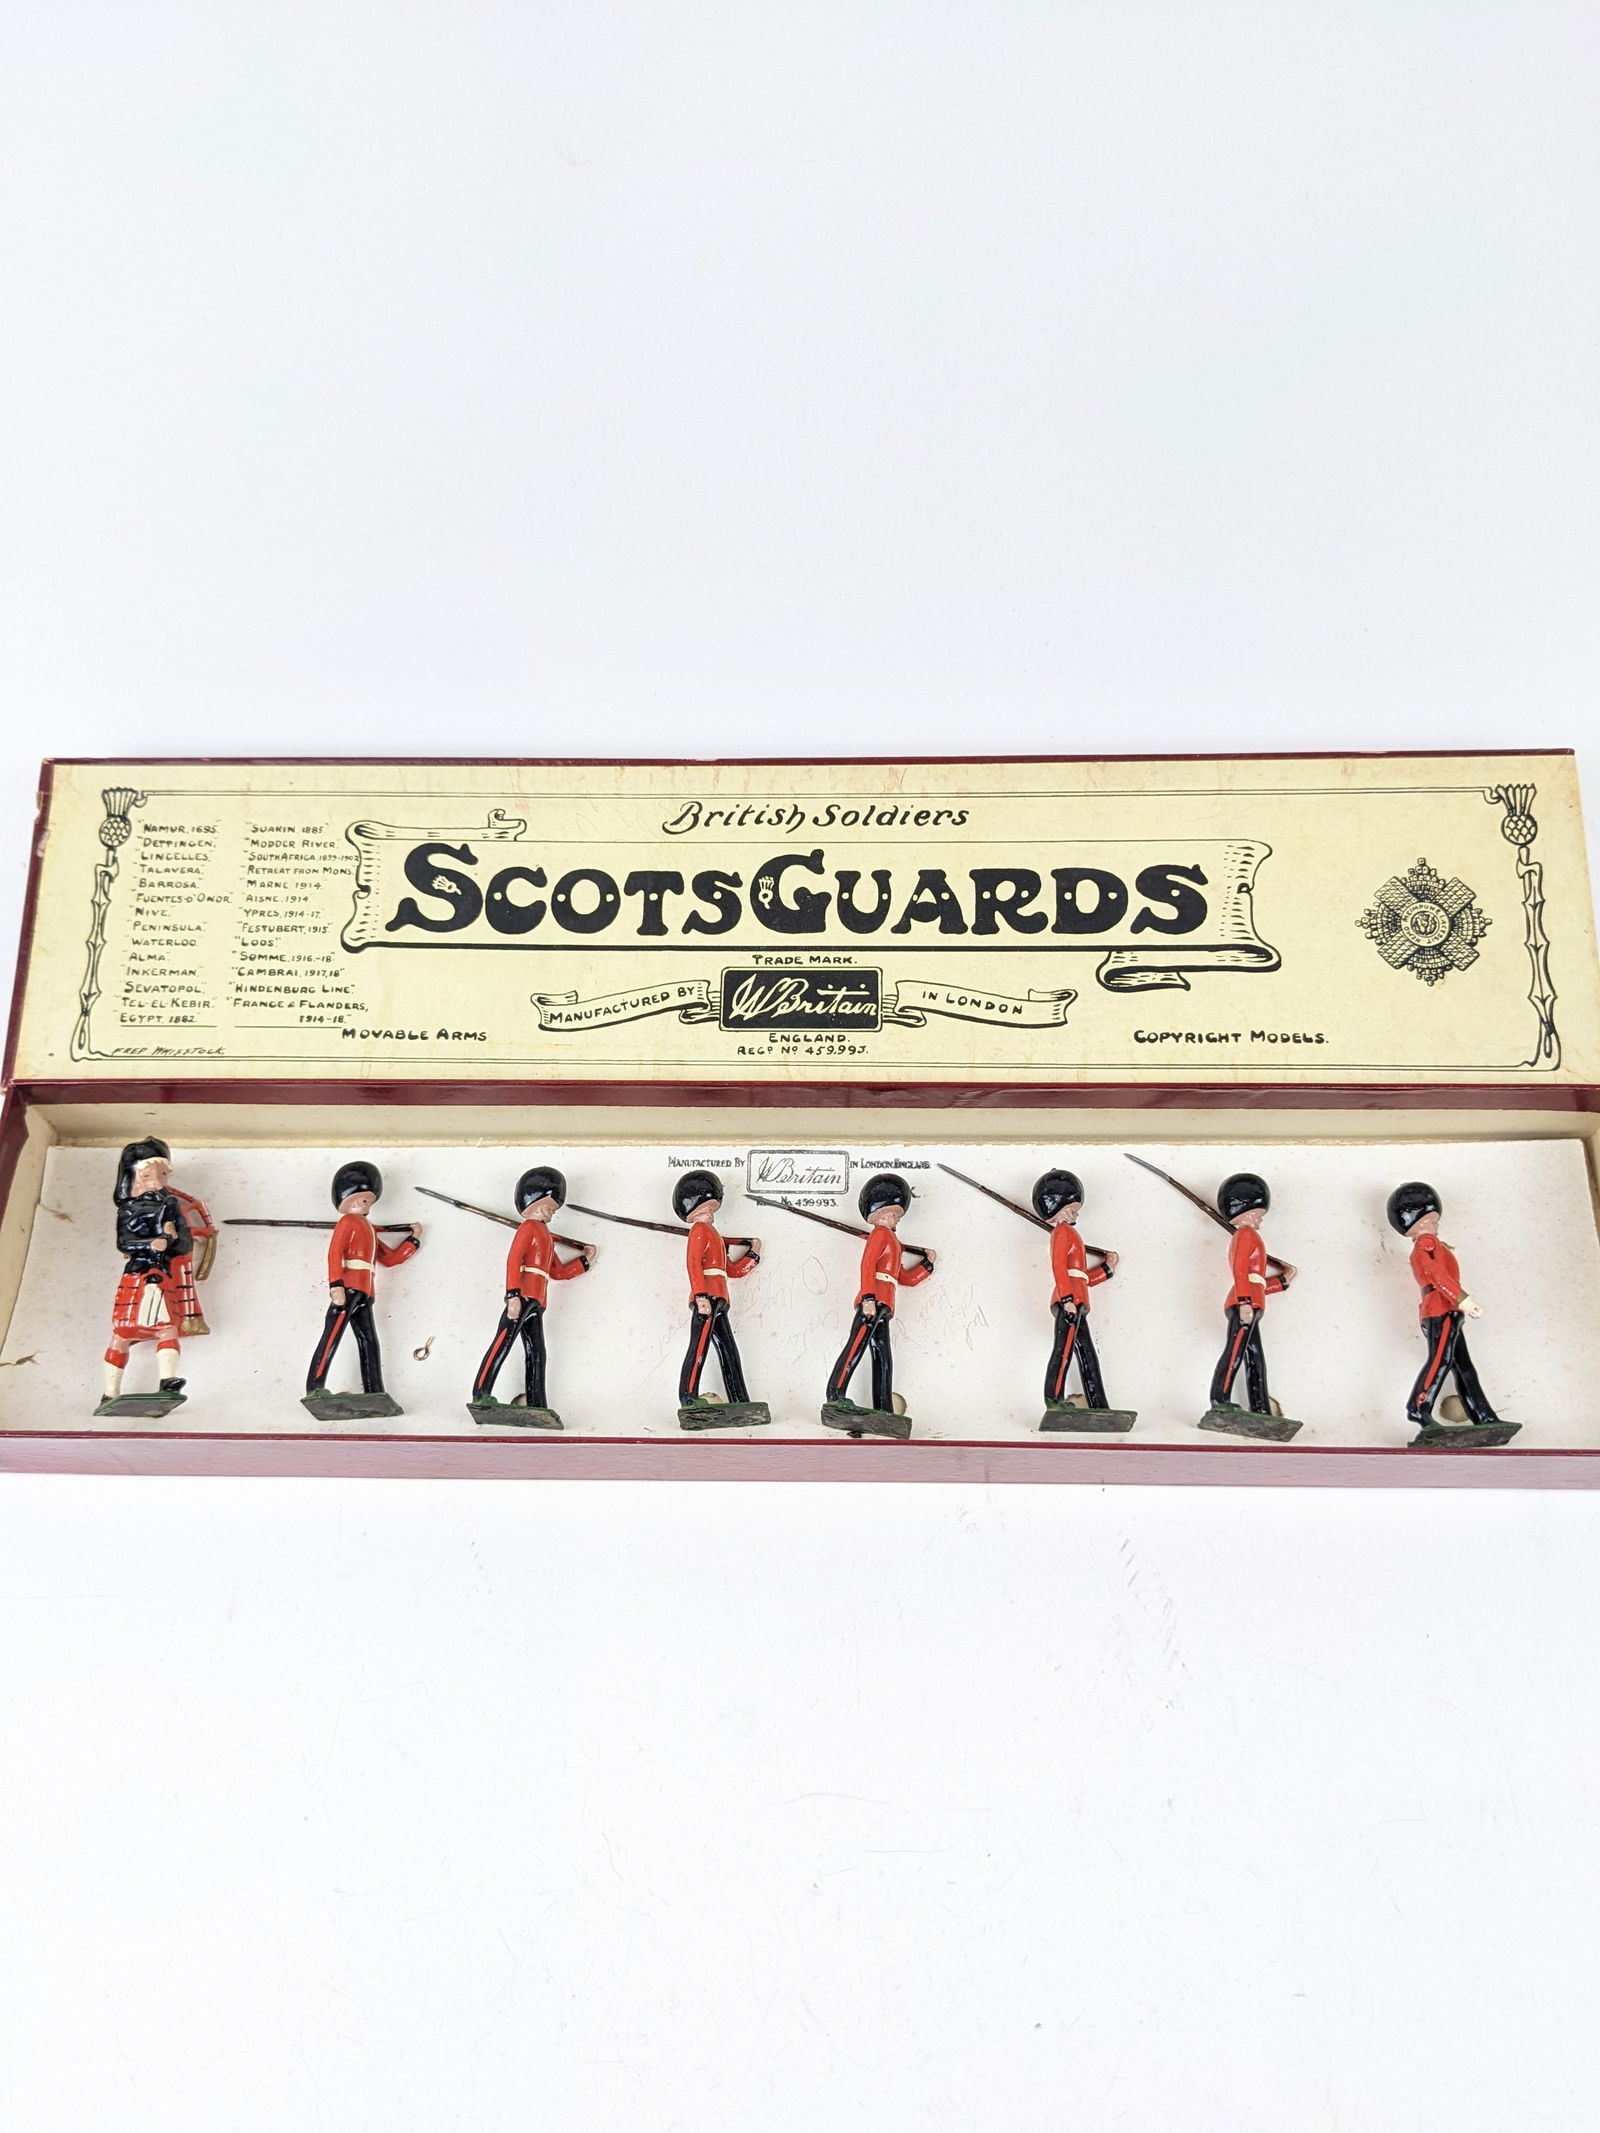 British Soldiers
SCOTS GUARDS
"NAMUR, 1695."
"DETTINGEN."
"LINCELLES."
"TALAVERA."
"BARROSA."
"FUENTES-D'ONOR."
"NIVE."
"PENINSULA."
"WATERLOO."
"ALMA."
"INKERMAN."
"SEVATOPOL."
"TEL-EL-KEBIR."
"EGYPT, 1882."
"SUAKIN, 1885."
"MODDER RIVER."
"SOUTH AFRICA, 1899-1902
"RETREAT FROM MONS."
"MARNE 1914."
"AISNE, 1914"
"YPRES, 1914-17."
"FESTUBERT, 1915."
"LOOS"
"SOMME, 1916-18"
"CAMBRAI, 1917, 18"
"HINDENBURG LINE."
"FRANCE & FLANDERS,
1914-18."
FRED WHISSTOCK.
TRADE MARK.
MANUFACTURED BY
W Britain
IN LONDON
ENGLAND.
REGD No 459,993.
MOVABLE ARMS
COPYRIGHT MODELS.
MANUFACTURED BY W Britain IN LONDON ENGLAND
No 459993.